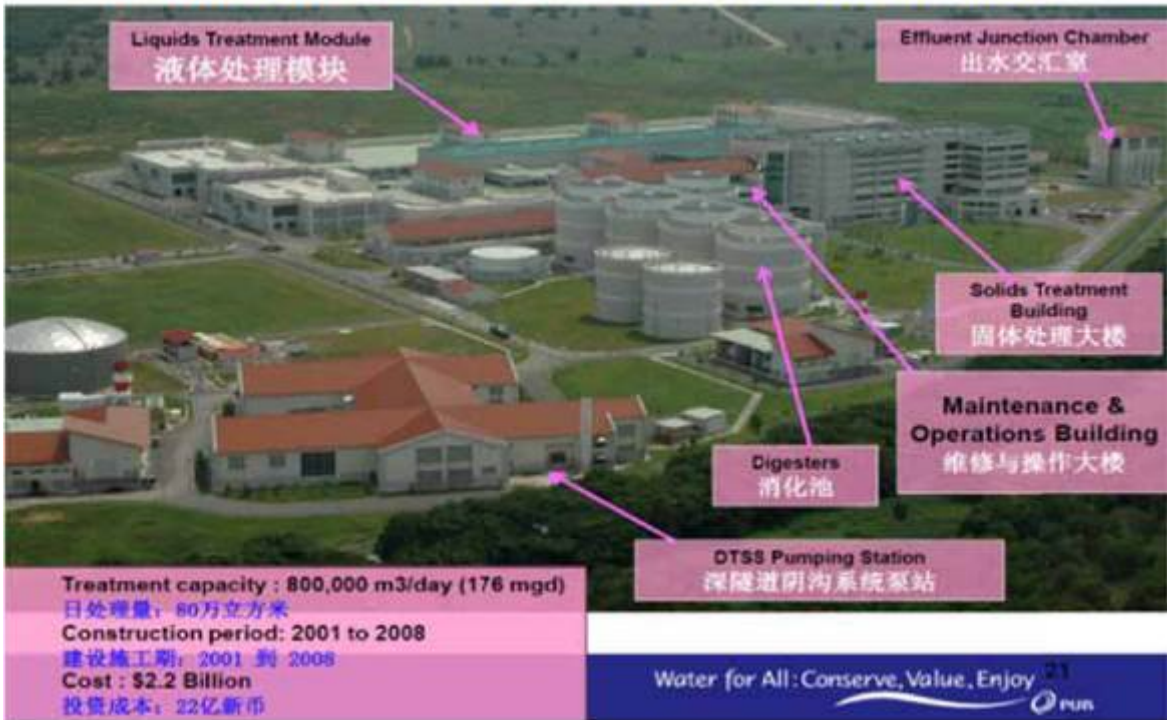 Liquids Treatment Module
液体处理模块
Effluent Junction Chamber
出水交汇室
Solids Treatment
Building
固体处理大楼
Maintenance &
Operations Building
维修与操作大楼
Digesters
消化池
DTSS Pumping Station
深隧道阴沟系统泵站
Treatment capacity : 800,000 m3/day (176 mgd)
日处理量：80万立方米
Construction period: 2001 to 2008
建设施工期：2001 到 2008
Cost : $2.2 Billion
投资成本：22亿新币
Water for All : Conserve, Value, Enjoy
21
PUB